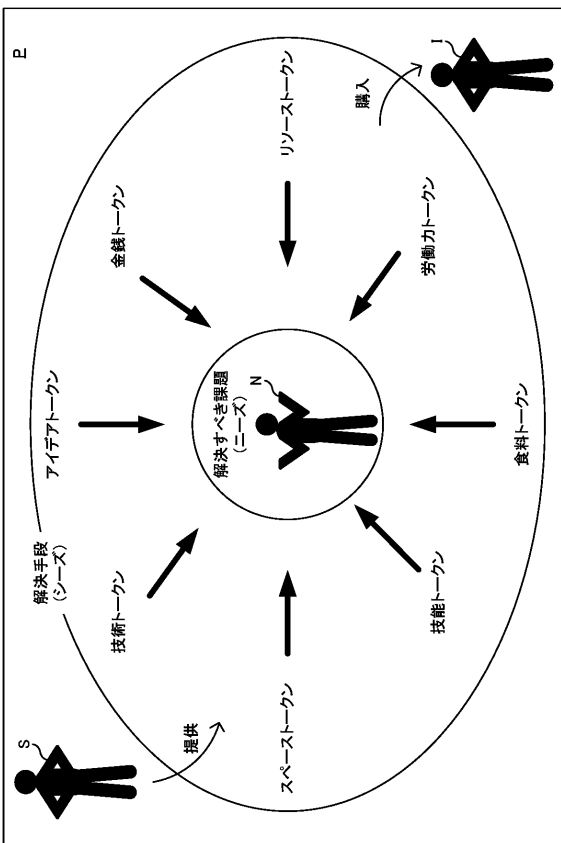 P
S
解決手段
(シーズ)
アイデアトークン
技術トークン
金銭トークン
提供
解決すべき課題
(ニーズ)
N
スペーストークン
リソーストークン
購入
技能トークン
労働力トークン
I
食料トークン